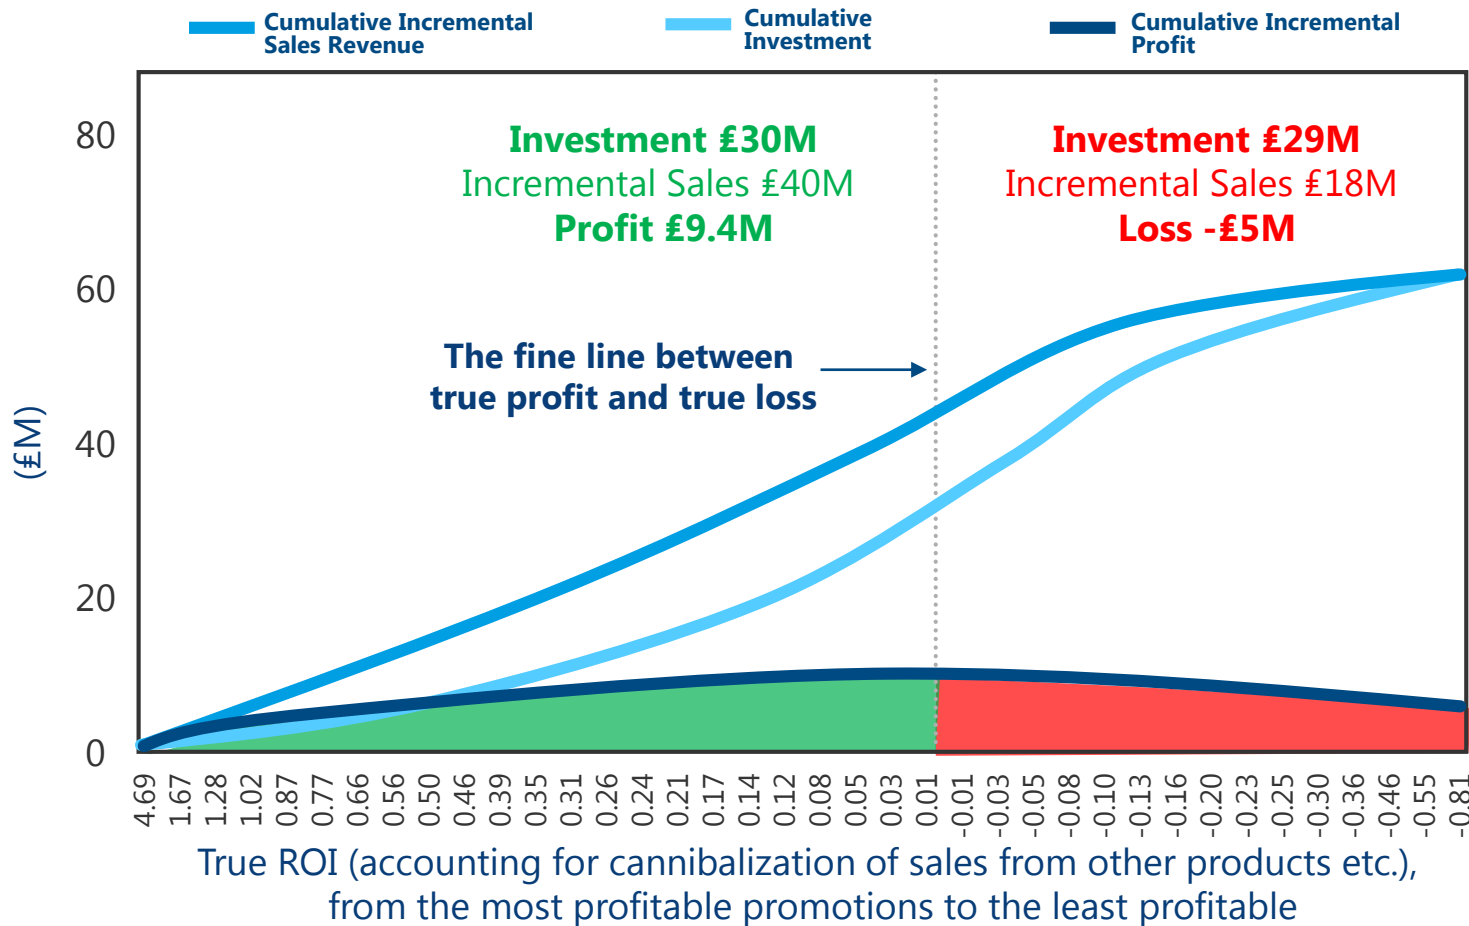 Cumulative Incremental
Sales Revenue
Cumulative
Investment
Cumulative Incremental
Profit
80
60
40
20
0
(£M)
Investment £30M
Incremental Sales £40M
Profit £9.4M
Investment £29M
Incremental Sales £18M
Loss -£5M
The fine line between
true profit and true loss
4.69
1.67
1.28
1.02
0.87
0.77
0.66
0.56
0.50
0.46
0.39
0.35
0.31
0.26
0.24
0.21
0.17
0.14
0.12
0.08
0.05
0.03
0.01
-0.01
-0.03
-0.05
-0.08
-0.10
-0.13
-0.16
-0.20
-0.23
-0.25
-0.30
-0.36
-0.46
-0.55
-0.81
True ROI (accounting for cannibalization of sales from other products etc.),
from the most profitable promotions to the least profitable